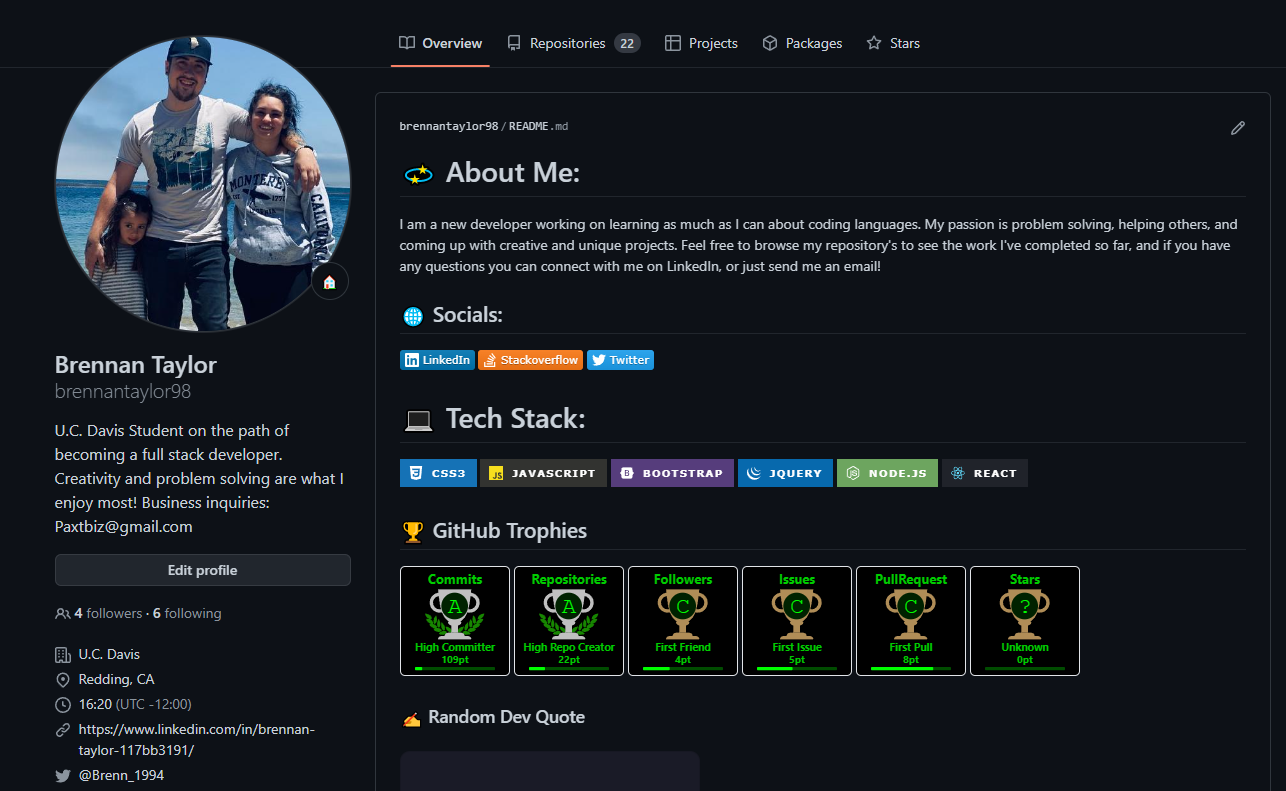 Overview
Repositories 22
Projects
Packages
Stars
brennantaylor98/README.md
About Me:
I am a new developer working on learning as much as I can about coding languages. My passion is problem solving, helping others, and
coming up with creative and unique projects. Feel free to browse my repository's to see the work I've completed so far, and if you have
any questions you can connect with me on LinkedIn, or just send me an email!
Socials:
in LinkedIn Stackoverflow Twitter
Tech Stack:
CSS3 JS JAVASCRIPT B BOOTSTRAP JQUERY NODE.JS REACT
GitHub Trophies
Commits
A
High Committer
109pt
Repositories
A
High Repo Creator
22pt
Followers
C
First Friend
4pt
Issues
C
First Issue
5pt
PullRequest
C
First Pull
8pt
Stars
?
Unknown
0pt
Random Dev Quote
MONTEREY
EST. 177
CALIFORNIA
Brennan Taylor
brennantaylor98
U.C. Davis Student on the path of
becoming a full stack developer.
Creativity and problem solving are what I
enjoy most! Business inquiries:
Paxtbiz@gmail.com
Edit profile
4 followers · 6 following
U.C. Davis
Redding, CA
16:20 (UTC -12:00)
https://www.linkedin.com/in/brennan-
taylor-117bb3191/
@Brenn_1994